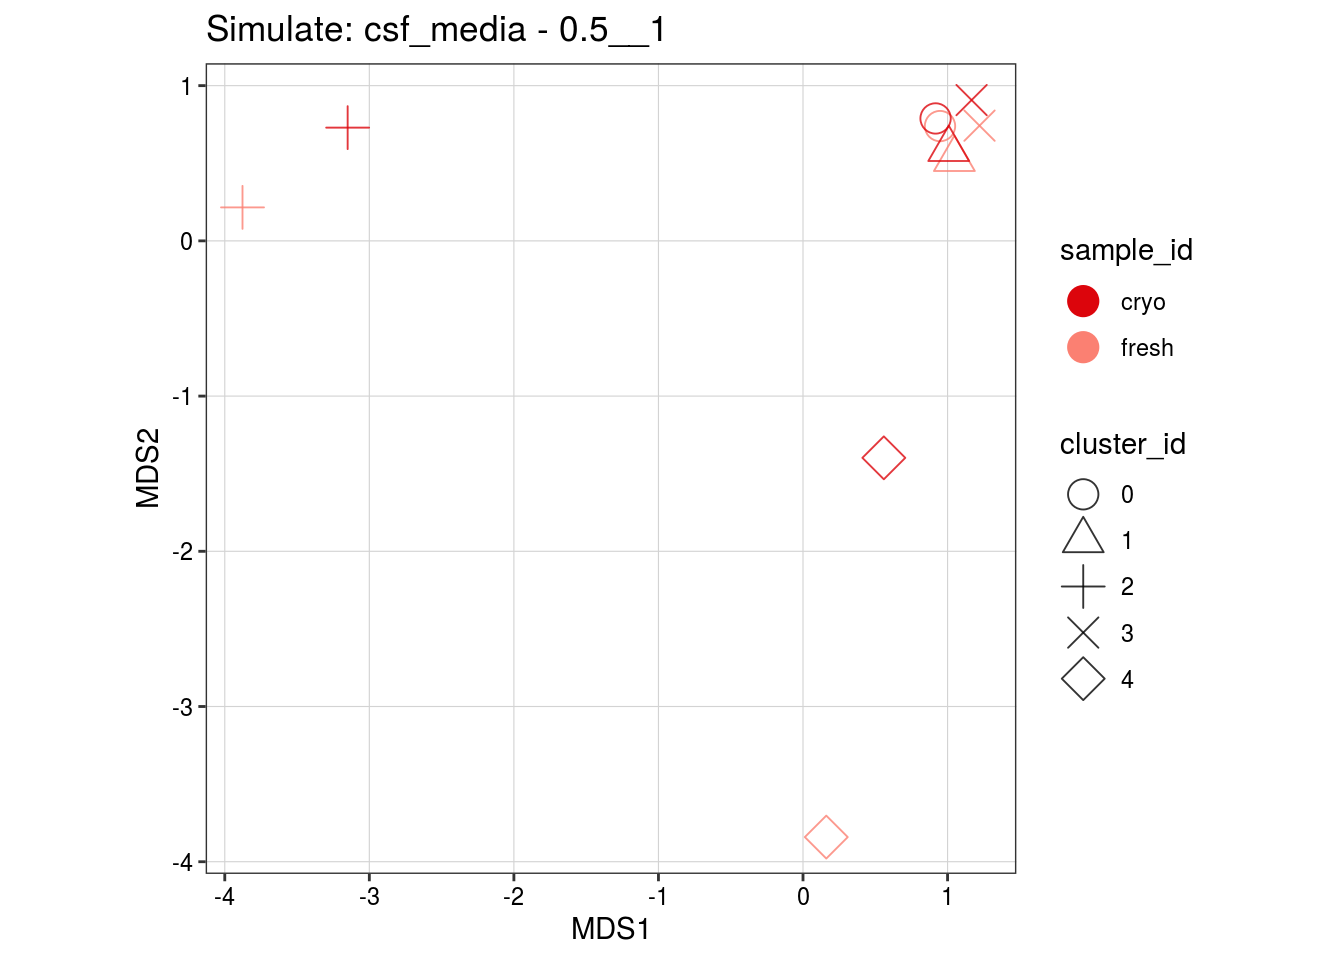 Simulate: csf_media - 0.5__1
1
0
-1
-2
-3
-4
MDS2
-4
-3
-2
-1
0
1
MDS1
sample_id
cryo
fresh
cluster_id
0
1
2
3
4